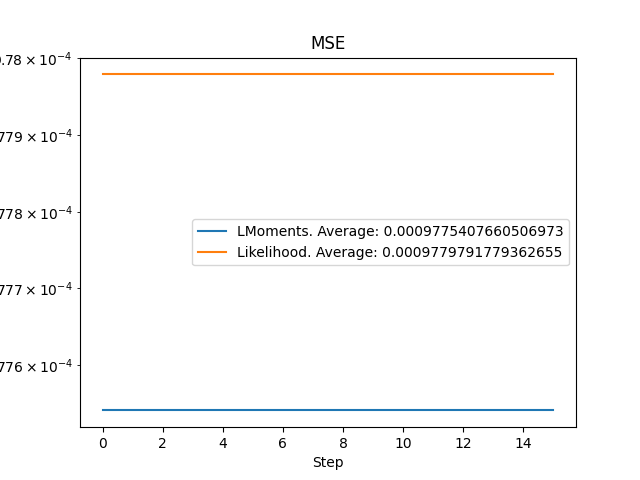 MSE
.78 × 10⁻⁴
779 × 10⁻⁴
778 × 10⁻⁴
777 × 10⁻⁴
776 × 10⁻⁴
LMoments. Average: 0.0009775407660506973
Likelihood. Average: 0.0009779791779362655
0 2 4 6 8 10 12 14
Step